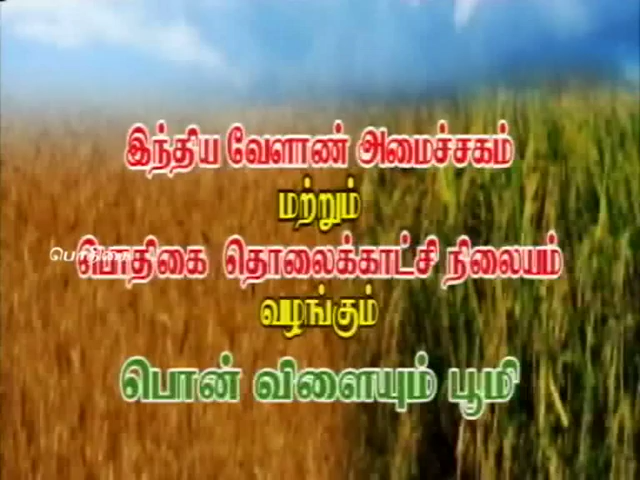 இந்திய வேளாண் அமைச்சகம்
மற்றும்
பொதிகை தொலைக்காட்சி நிலையம்
வழங்கும்
பொன் விளையும் பூமி
பொதிகை